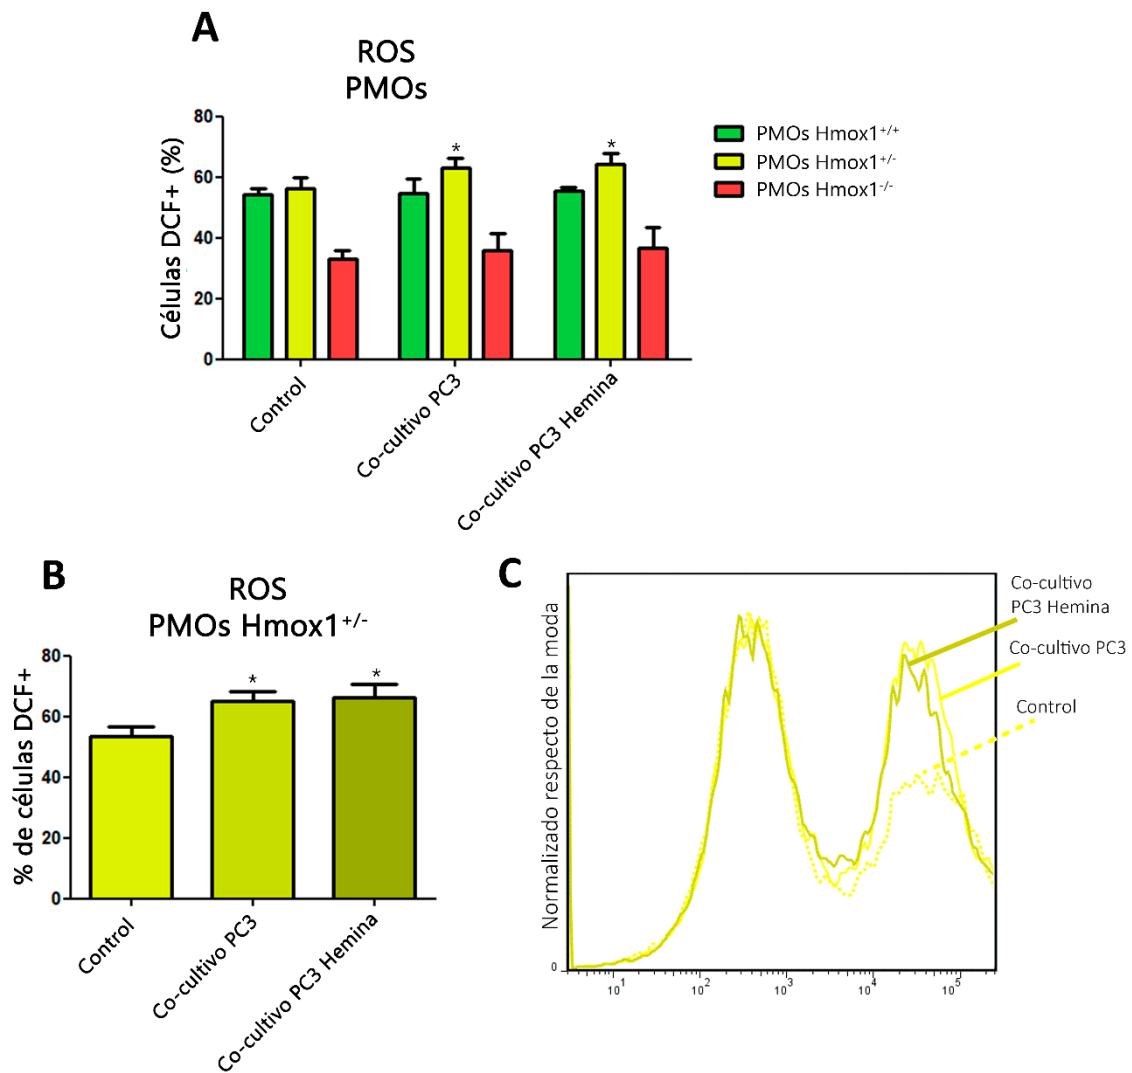 A
ROS
PMOs
Células DCF+ (%)
80
60
40
20
0
Control
Co-cultivo PC3
Co-cultivo PC3 Hemina
*
*
PMOs Hmox1+/+
PMOs Hmox1+/-
PMOs Hmox1-/-
B
ROS
PMOs Hmox1+/-
% de células DCF+
80
60
40
20
0
*
*
Control
Co-cultivo PC3
Co-cultivo PC3 Hemina
C
Normalizado respecto de la moda
0
10¹
10²
10³
10⁴
10⁵
Co-cultivo
PC3 Hemina
Co-cultivo PC3
Control